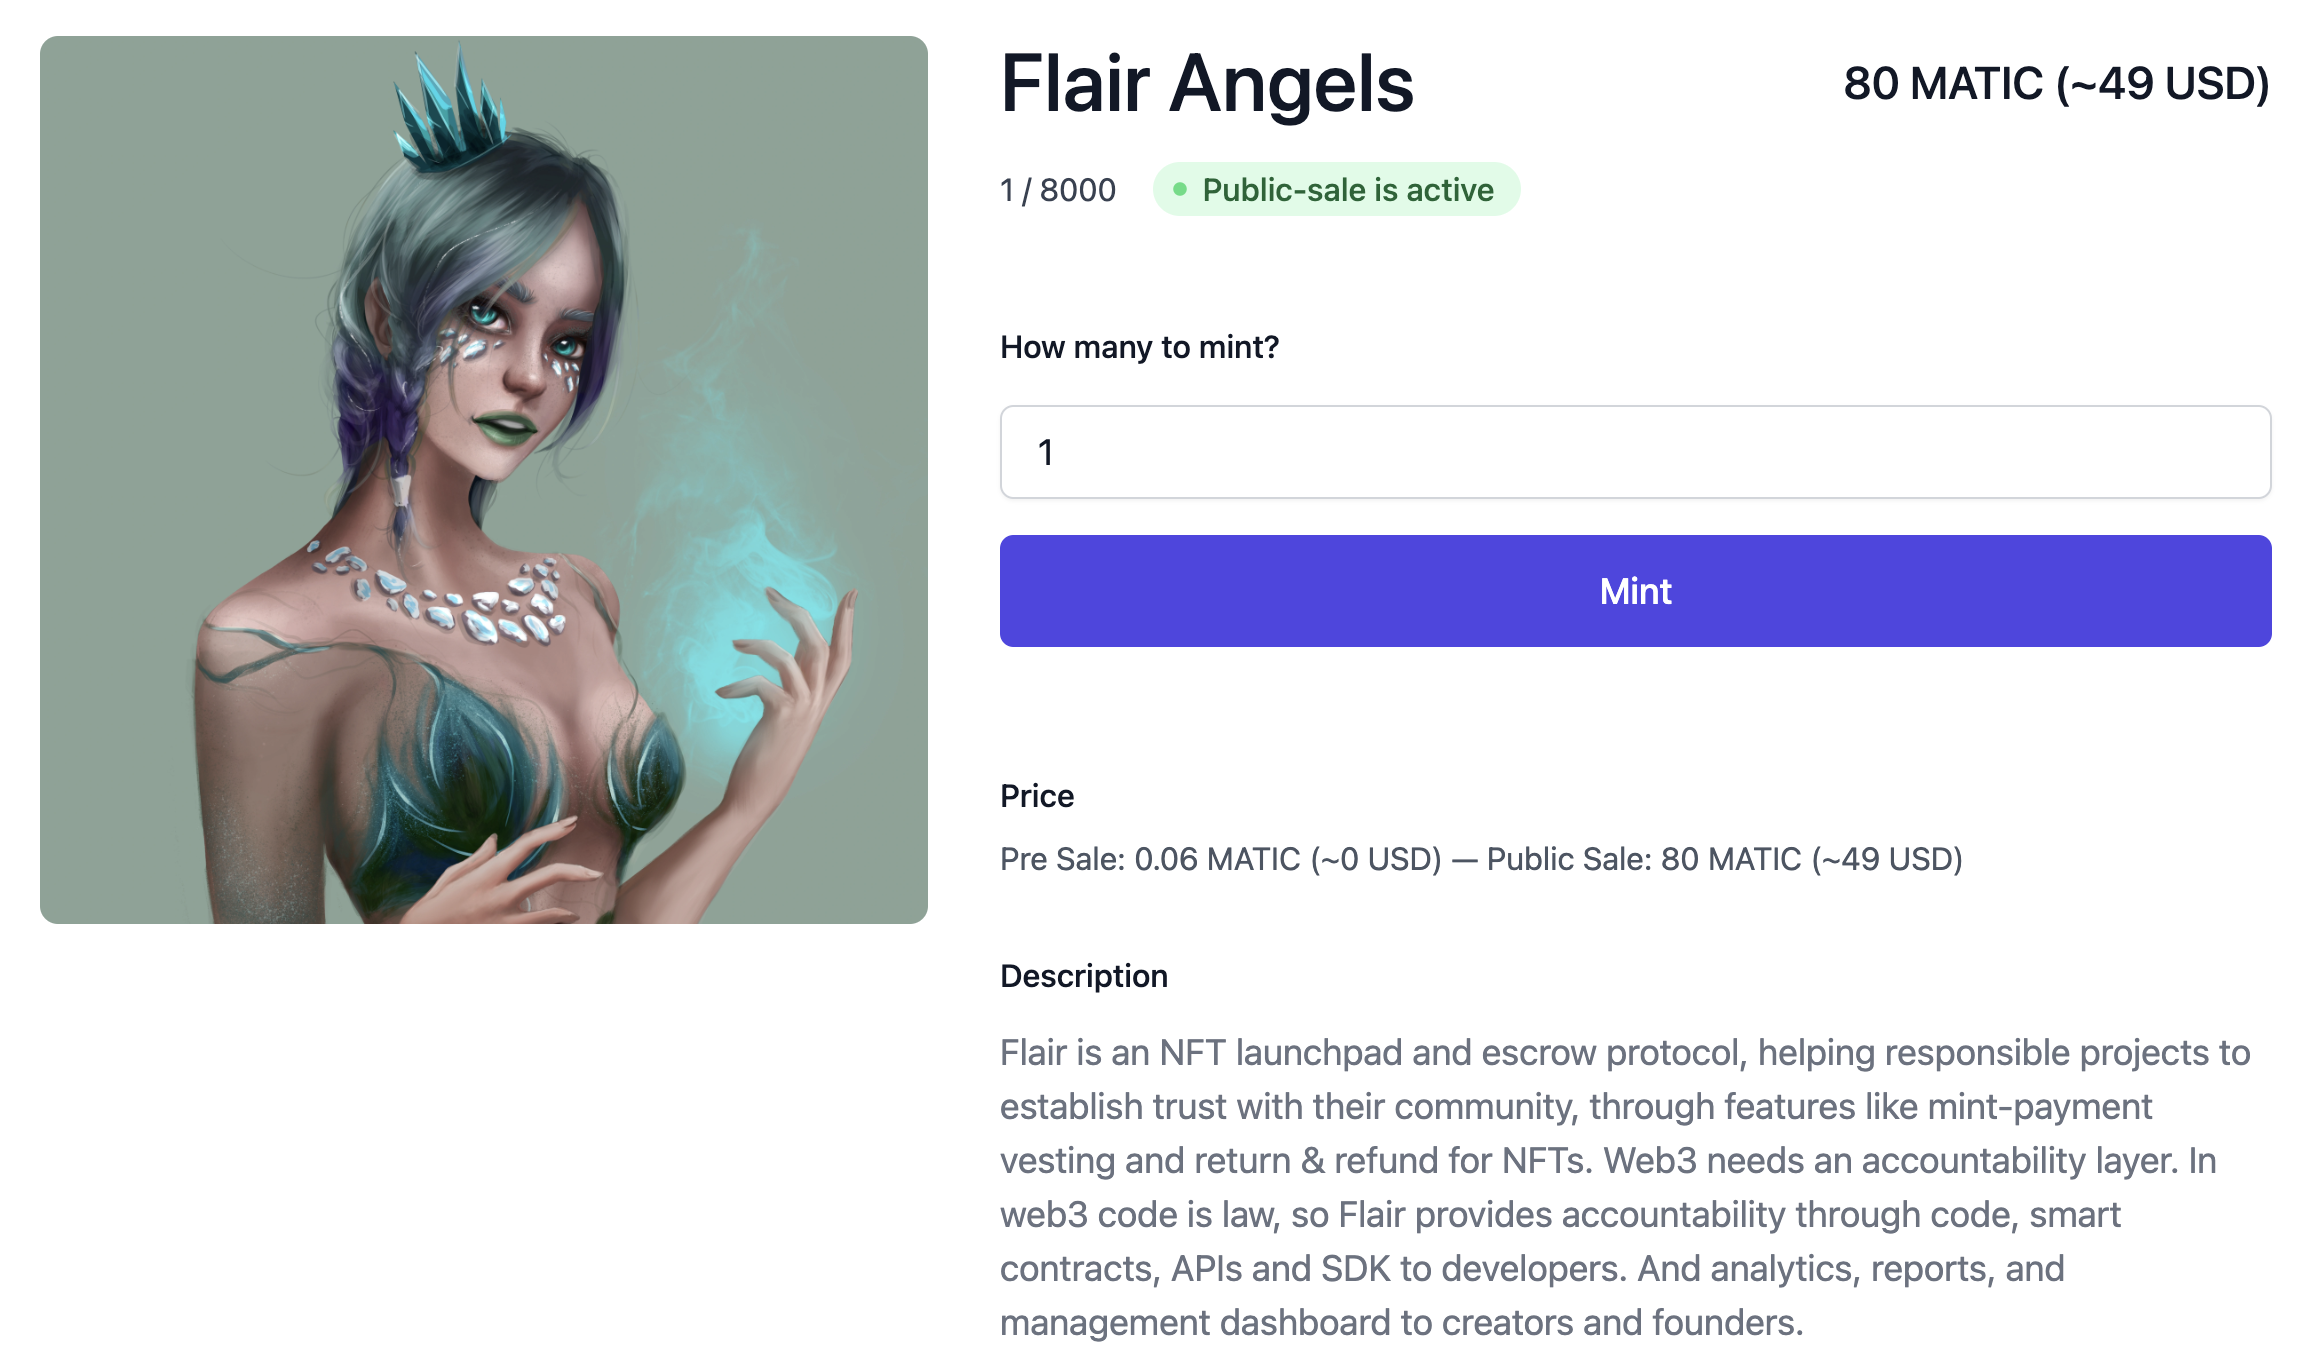 Flair Angels
80 MATIC (~49 USD)
1 / 8000
Public-sale is active
How many to mint?
1
Mint
Price
Pre Sale: 0.06 MATIC (~0 USD) — Public Sale: 80 MATIC (~49 USD)
Description
Flair is an NFT launchpad and escrow protocol, helping responsible projects to
establish trust with their community, through features like mint-payment
vesting and return & refund for NFTs. Web3 needs an accountability layer. In
web3 code is law, so Flair provides accountability through code, smart
contracts, APIs and SDK to developers. And analytics, reports, and
management dashboard to creators and founders.